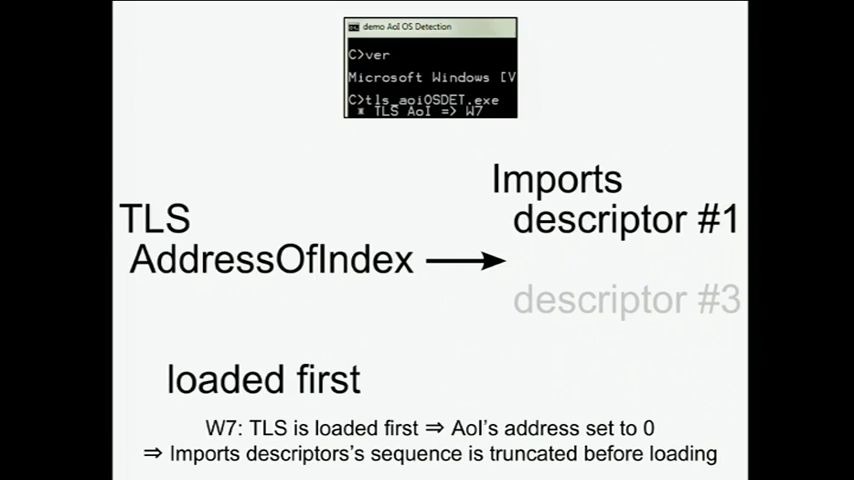 demo AoI OS Detection
C>ver
Microsoft Windows [V
C>tls_aoiOSDET.exe
* TLS AoI => W7
Imports
TLS
descriptor #1
AddressOfIndex
descriptor #3
loaded first
W7: TLS is loaded first ⇒ AoI's address set to 0
⇒ Imports descriptors's sequence is truncated before loading